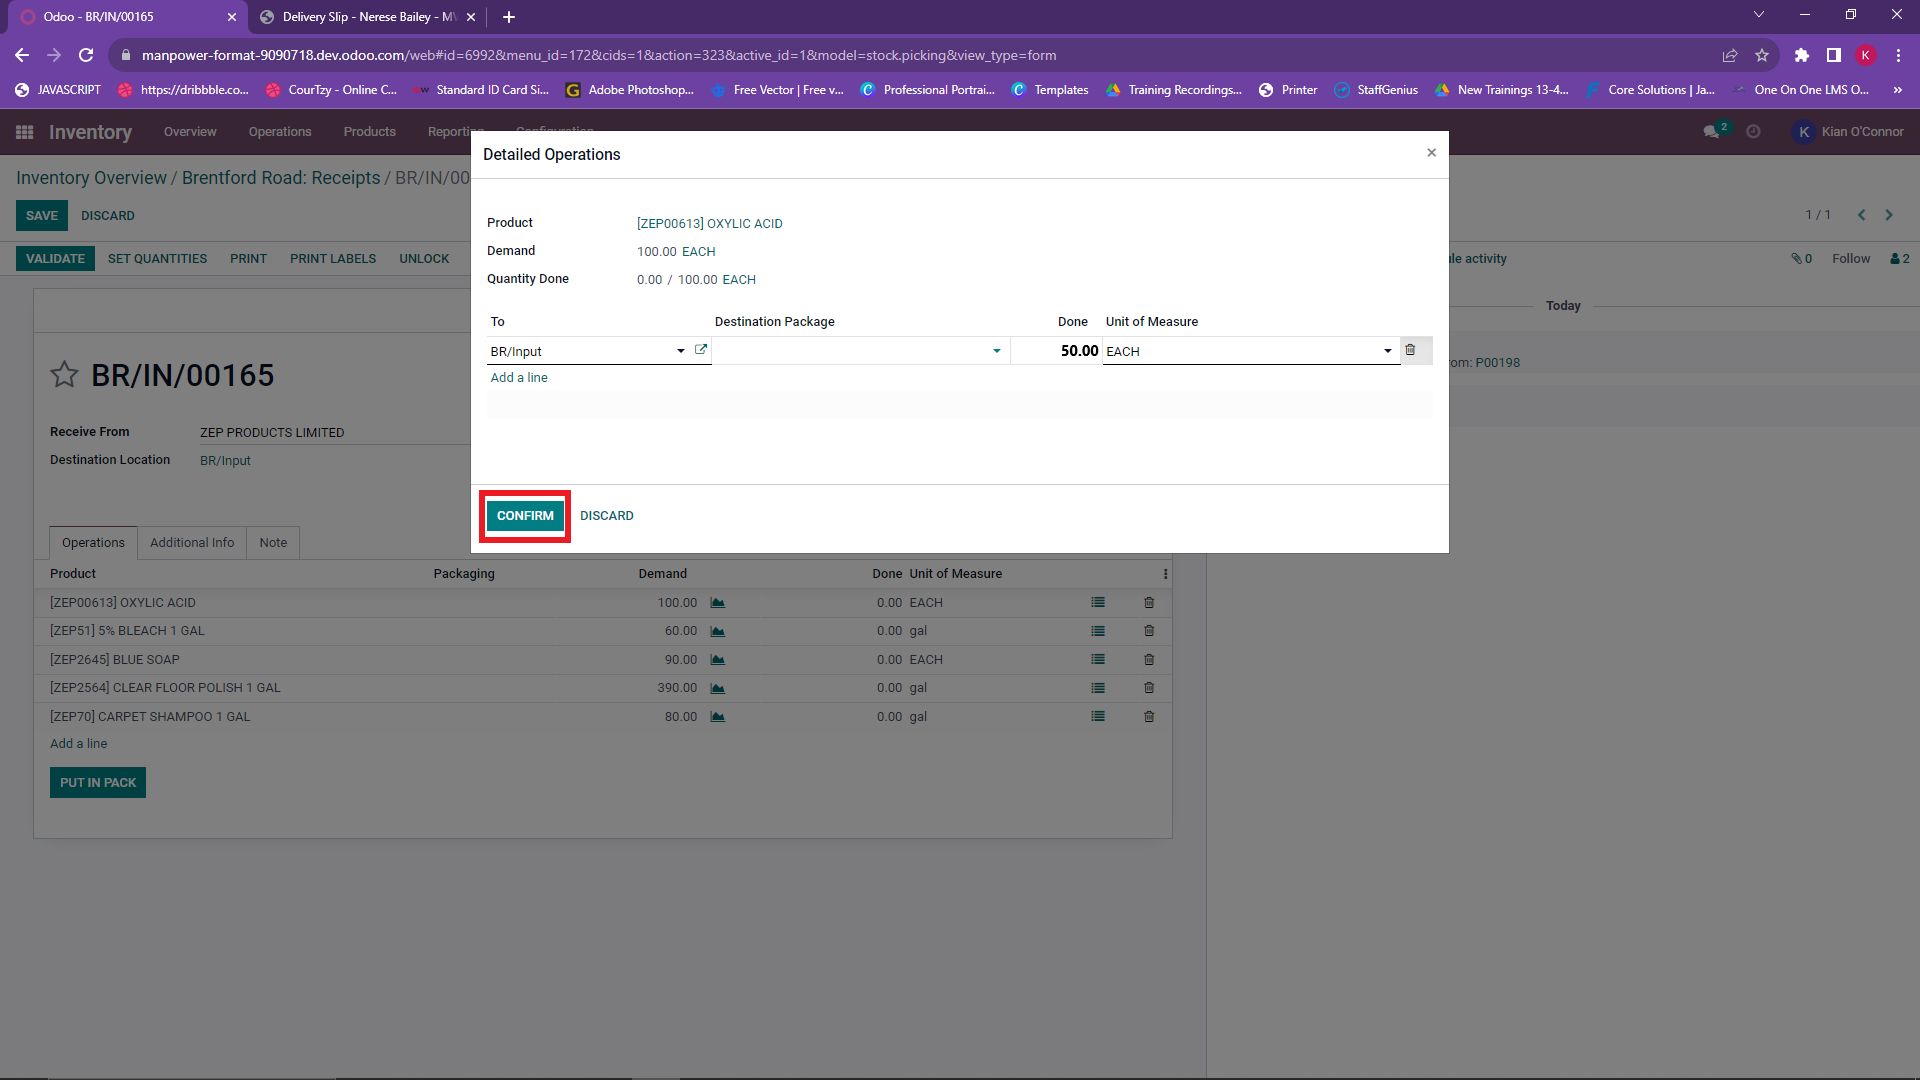 Odoo - BR/IN/00165
Delivery Slip - Nerese Bailey - M
manpower-format-9090718.dev.odoo.com/web#id=6992&menu_id=172&cids=1&action=323&active_id=1&model=stock.picking&view_type=form
K
JAVASCRIPT https://dribbble.co... CourTzy - Online C... Standard ID Card Si... Adobe Photoshop... Free Vector | Free v... Professional Portrai... Templates Training Recordings... Printer StaffGenius New Trainings 13-4... Core Solutions | Ja... One On One LMS O... »
Inventory Overview Operations Products Reporting Configuration 2 K Kian O'Connor
Detailed Operations
Inventory Overview / Brentford Road: Receipts / BR/IN/00
SAVE DISCARD
1 / 1
Product [ZEP00613] OXYLIC ACID
Demand 100.00 EACH
Quantity Done 0.00 / 100.00 EACH
VALIDATE SET QUANTITIES PRINT PRINT LABELS UNLOCK
le activity 0 Follow 2
Today
To Destination Package Done Unit of Measure
BR/Input 50.00 EACH
Add a line
om: P00198
BR/IN/00165
Receive From ZEP PRODUCTS LIMITED
Destination Location BR/Input
CONFIRM DISCARD
Operations Additional Info Note
Product Packaging Demand Done Unit of Measure
[ZEP00613] OXYLIC ACID 100.00 0.00 EACH
[ZEP51] 5% BLEACH 1 GAL 60.00 0.00 gal
[ZEP2645] BLUE SOAP 90.00 0.00 EACH
[ZEP2564] CLEAR FLOOR POLISH 1 GAL 390.00 0.00 gal
[ZEP70] CARPET SHAMPOO 1 GAL 80.00 0.00 gal
Add a line
PUT IN PACK